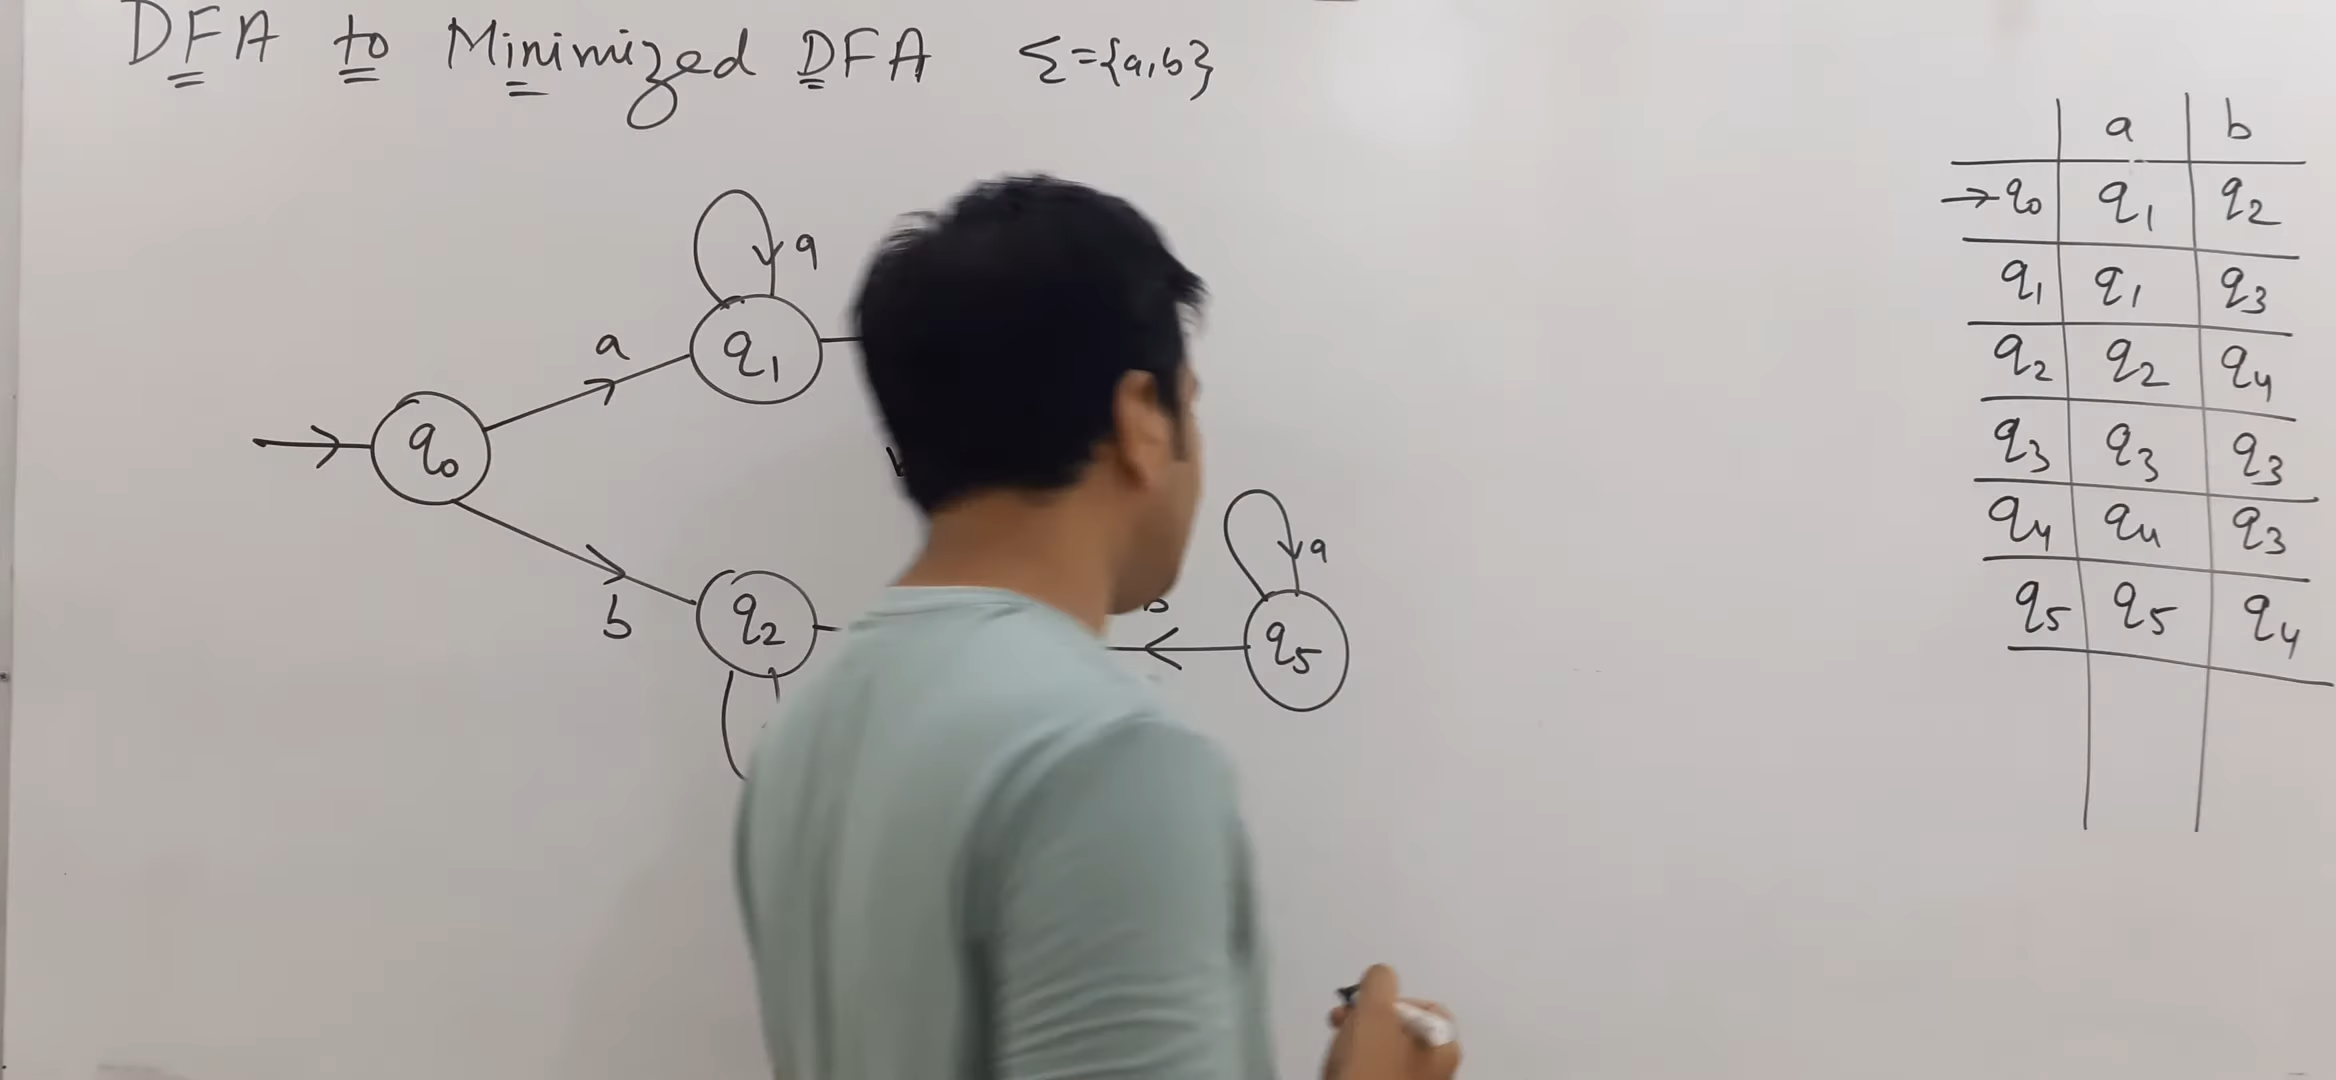 DFA to Minimized DFA Σ={a,b}
a
a
q1
q0
b
q2
a
b
q5
a b
→q0 q1 q2
q1 q1 q3
q2 q2 q4
q3 q3 q3
q4 q4 q3
q5 q5 q4